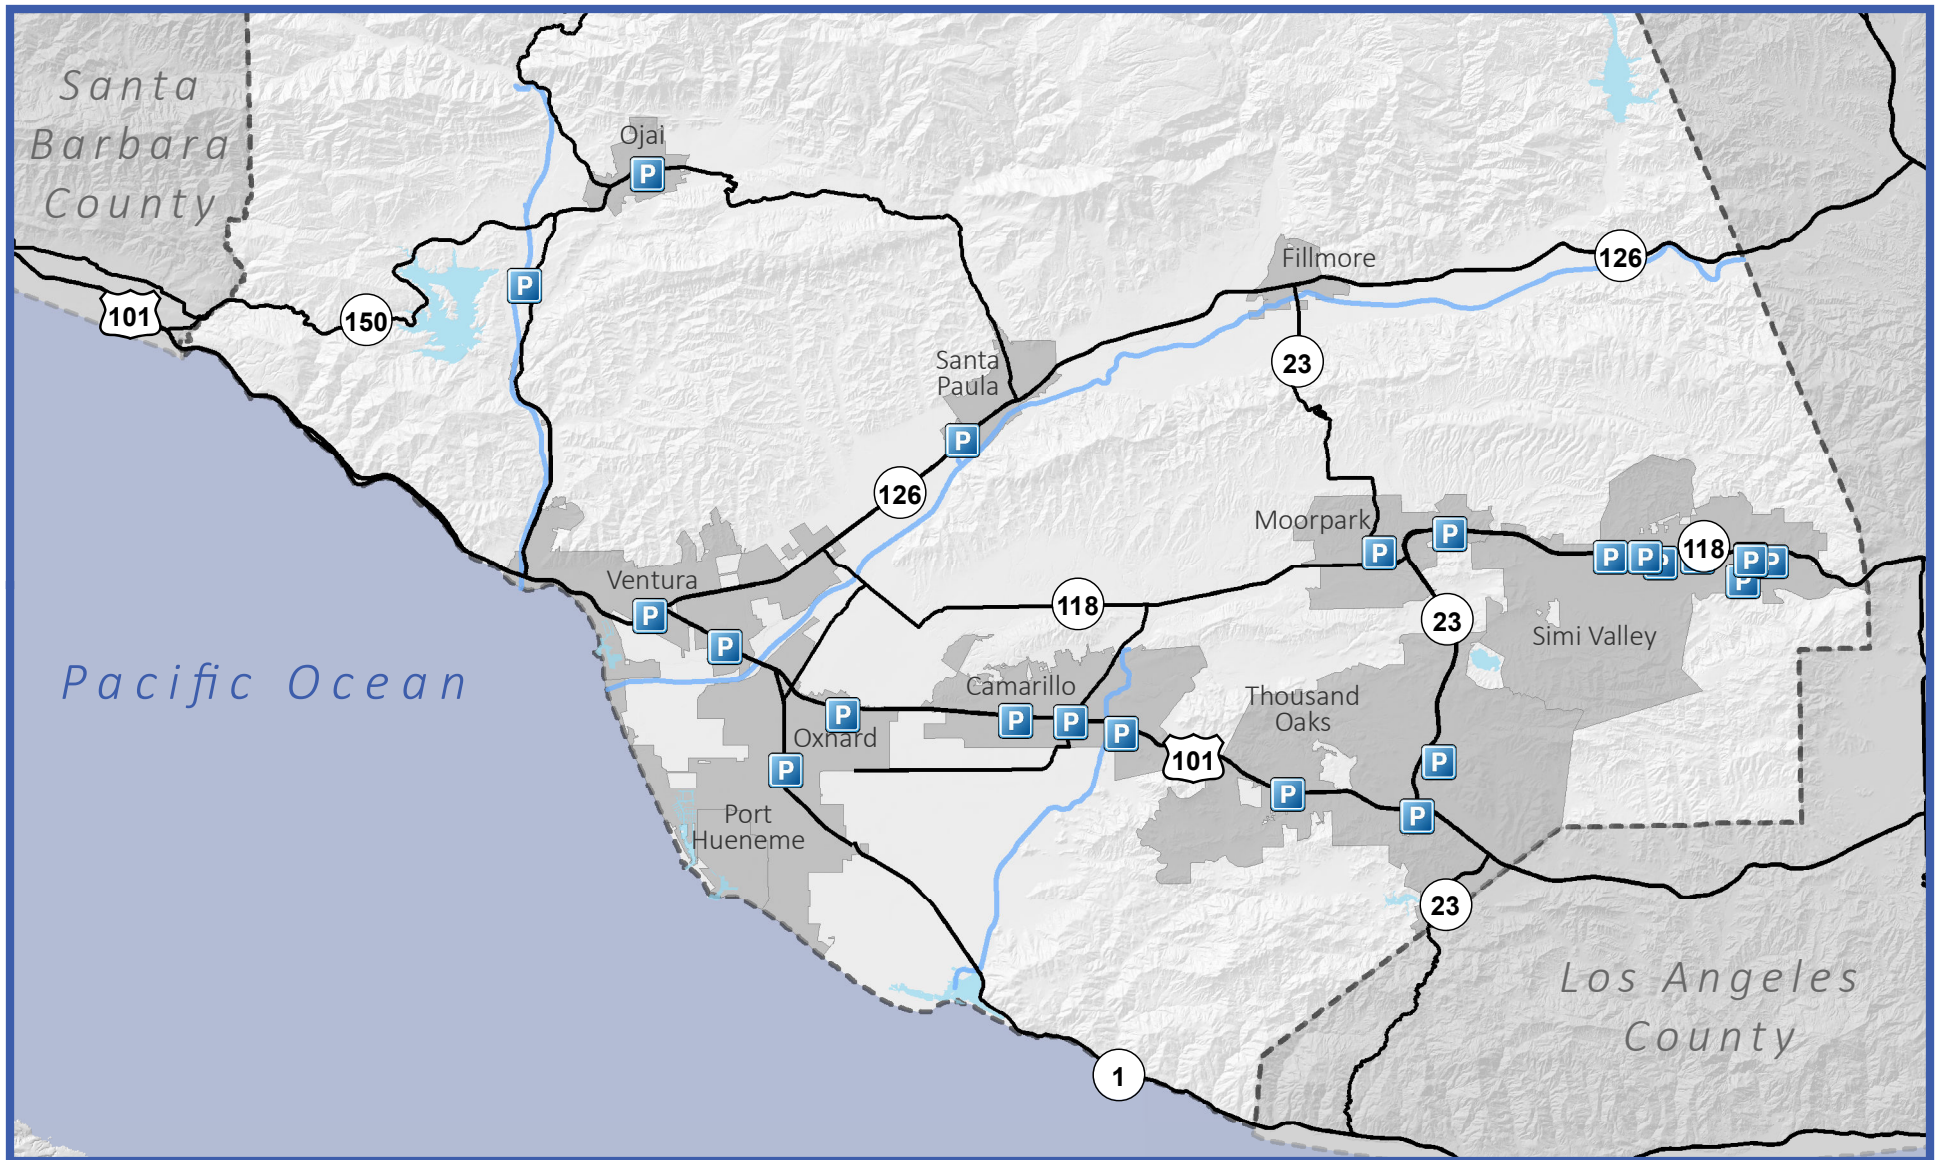 Santa
Barbara
County
Ojai
P
P
101
150
Fillmore
126
23
Santa
Paula
P
126
Moorpark
P
P
P
P
P
118
P
P
P
Ventura
P
P
118
23
Simi Valley
Pacific Ocean
Camarillo
P
P
P
P
Oxnard
P
Thousand
Oaks
101
P
P
P
Port
Hueneme
23
Los Angeles
County
1